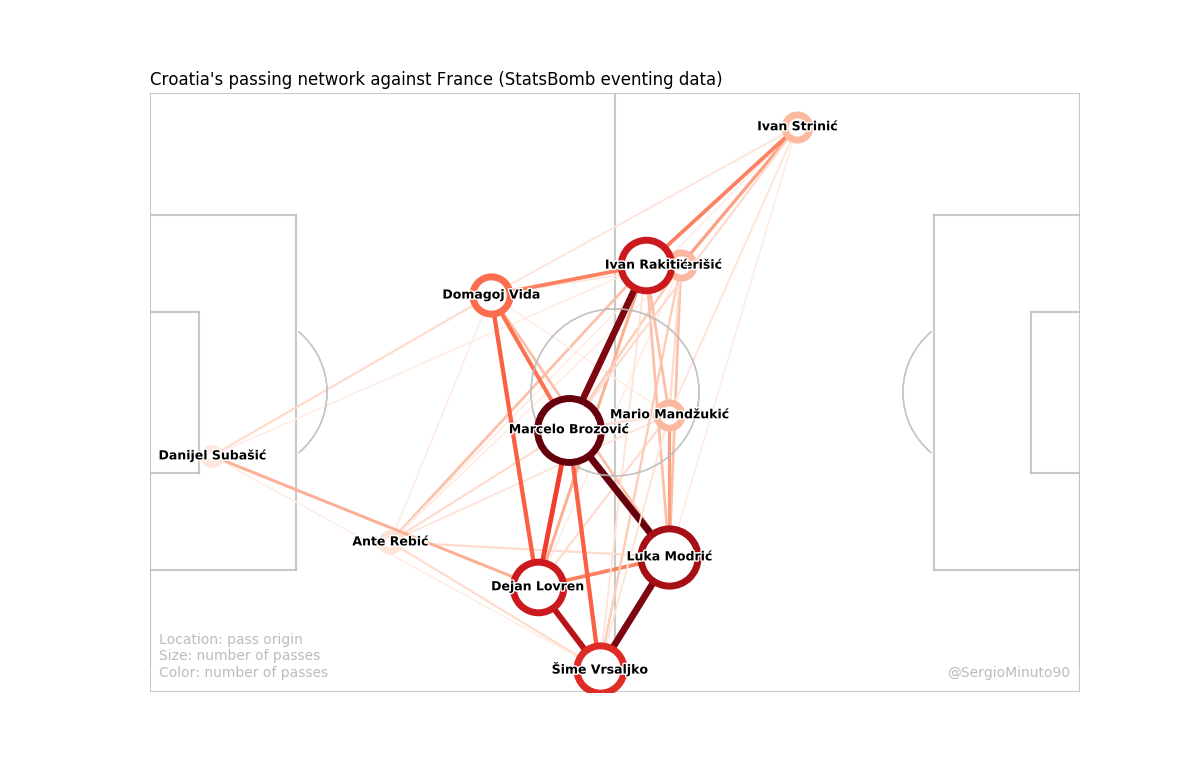 Croatia's passing network against France (StatsBomb eventing data)
Ivan Strinić
Ivan Rakitić
Domagoj Vida
Mario Mandžukić
Marcelo Brozović
Danijel Subašić
Ante Rebić
Luka Modrić
Dejan Lovren
Šime Vrsaljko
Location: pass origin
Size: number of passes
Color: number of passes
@SergioMinuto90